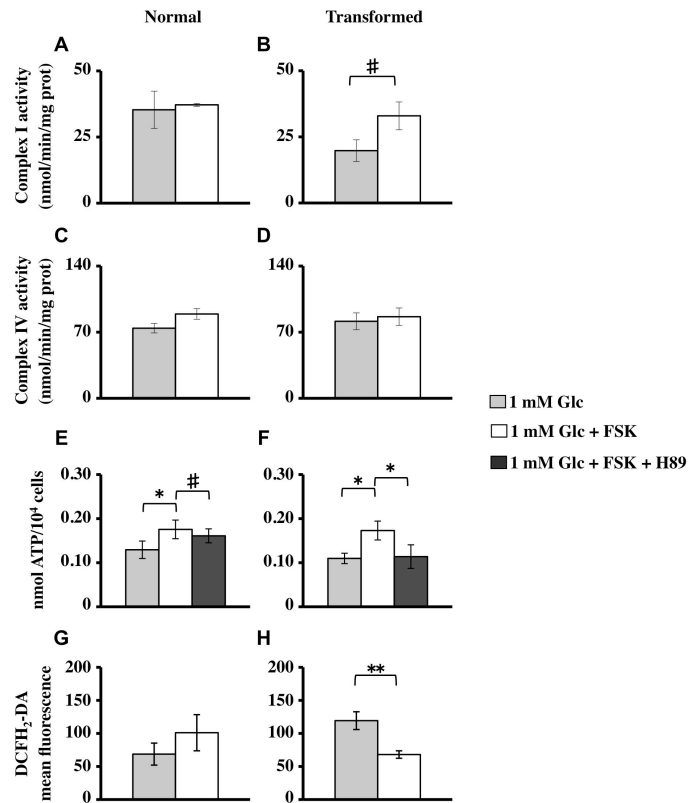 Normal
Transformed
A
B
Complex I activity
(nmol/min/mg prot)
50
25
0
50
25
0
#
C
D
Complex IV activity
(nmol/min/mg prot)
140
70
0
140
70
0
1 mM Glc
1 mM Glc + FSK
1 mM Glc + FSK + H89
E
F
nmol ATP/10⁴ cells
0.30
0.20
0.10
0
*
#
0.30
0.20
0.10
0
*
*
G
H
DCFH₂-DA
mean fluorescence
200
150
100
50
0
200
150
100
50
0
**